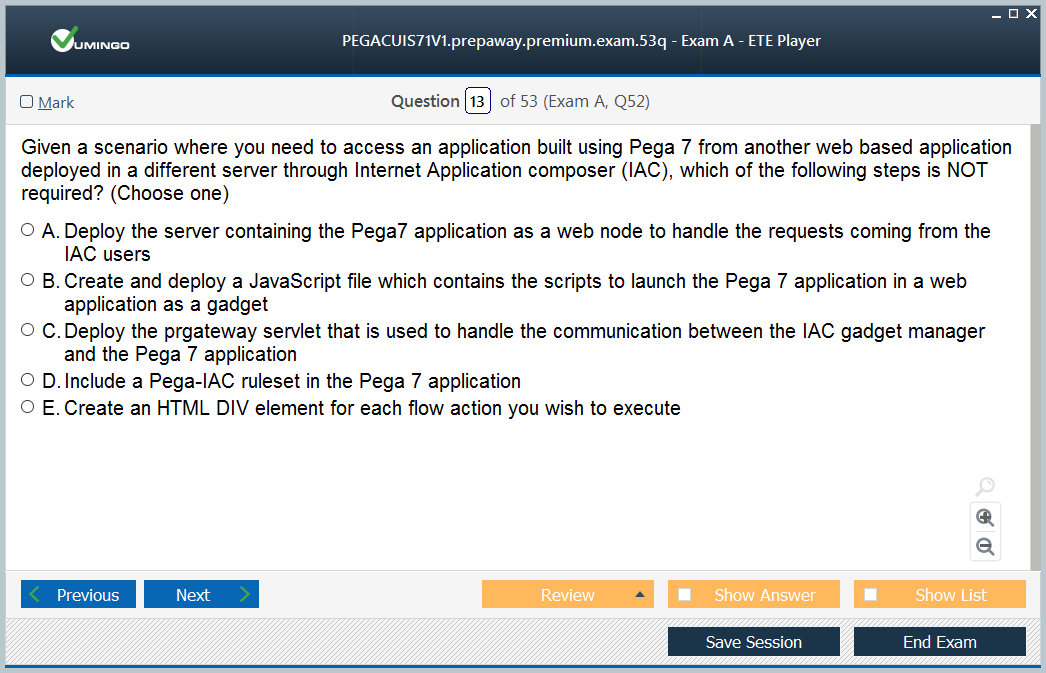 VUMINGO
PEGACUIS71V1.prepaway.premium.exam.53q - Exam A - ETE Player
Mark
Question 13 of 53 (Exam A, Q52)
Given a scenario where you need to access an application built using Pega 7 from another web based application
deployed in a different server through Internet Application composer (IAC), which of the following steps is NOT
required? (Choose one)
A. Deploy the server containing the Pega7 application as a web node to handle the requests coming from the
IAC users
B. Create and deploy a JavaScript file which contains the scripts to launch the Pega 7 application in a web
application as a gadget
C. Deploy the prgateway servlet that is used to handle the communication between the IAC gadget manager
and the Pega 7 application
D. Include a Pega-IAC ruleset in the Pega 7 application
E. Create an HTML DIV element for each flow action you wish to execute
Previous Next Review Show Answer Show List
Save Session End Exam